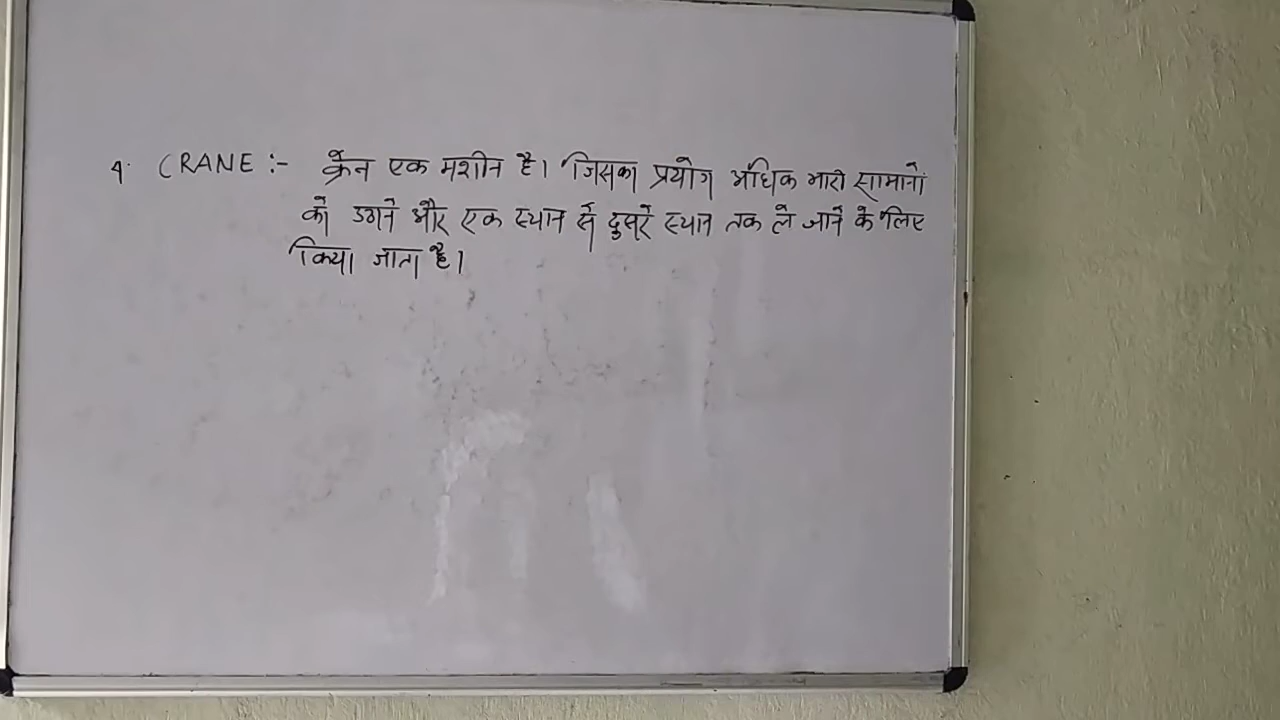 4. CRANE :- क्रेन एक मशीन है। जिसका प्रयोग अधिक भारी सामानों
को उठाने और एक स्थान से दुसरे स्थान तक ले जाने के लिए
किया जाता है।